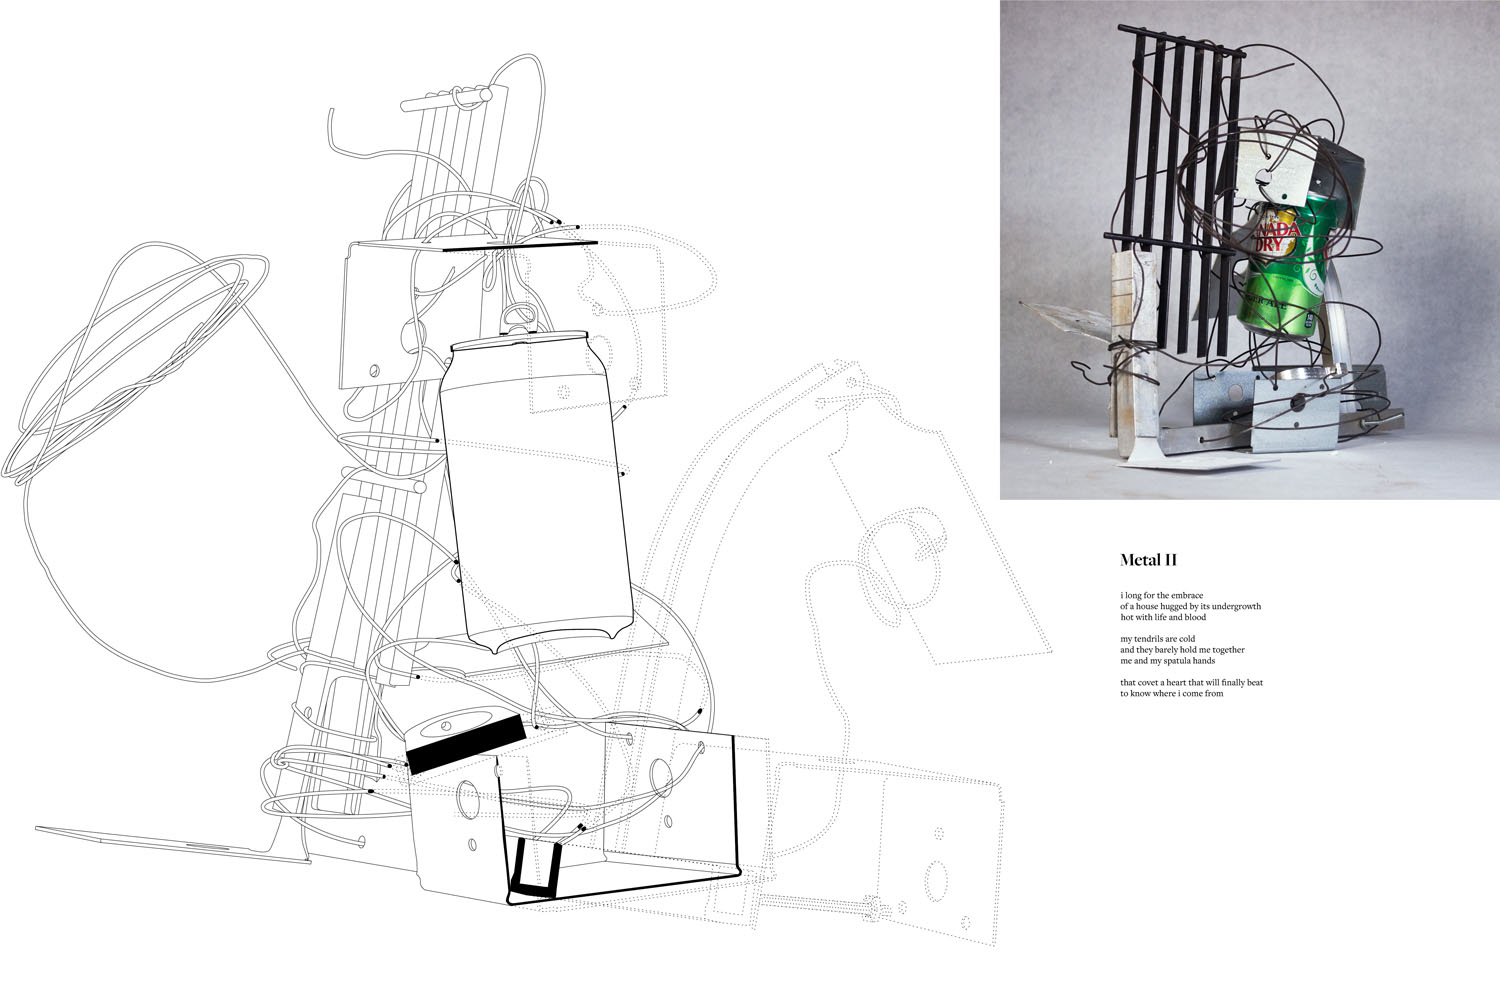 NADA
DRY
Metal II
i long for the embrace
of a house hugged by its undergrowth
hot with life and blood
my tendrils are cold
and they barely hold me together
me and my spatula hands
that covet a heart that will finally beat
to know where i come from